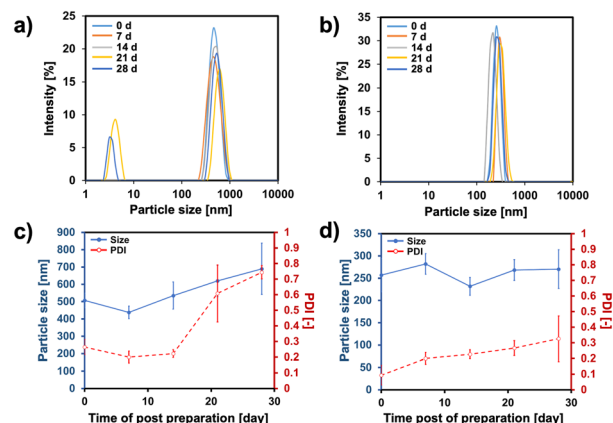 a)
Intensity [%]
25
20
15
10
5
0
0 d
7 d
14 d
21 d
28 d
1
10
100
1000
10000
Particle size [nm]
b)
Intensity [%]
35
30
25
20
15
10
5
0
0 d
7 d
14 d
21 d
28 d
1
10
100
1000
10000
Particle size [nm]
c)
Particle size [nm]
900
800
700
600
500
400
300
200
100
0
Size
PDI
1
0.9
0.8
0.7
0.6
0.5
0.4
0.3
0.2
0.1
0
PDI [-]
0
10
20
30
Time of post preparation [day]
d)
Particle size [nm]
350
300
250
200
150
100
50
0
Size
PDI
1
0.9
0.8
0.7
0.6
0.5
0.4
0.3
0.2
0.1
0
PDI [-]
0
10
20
30
Time of post preparation [day]